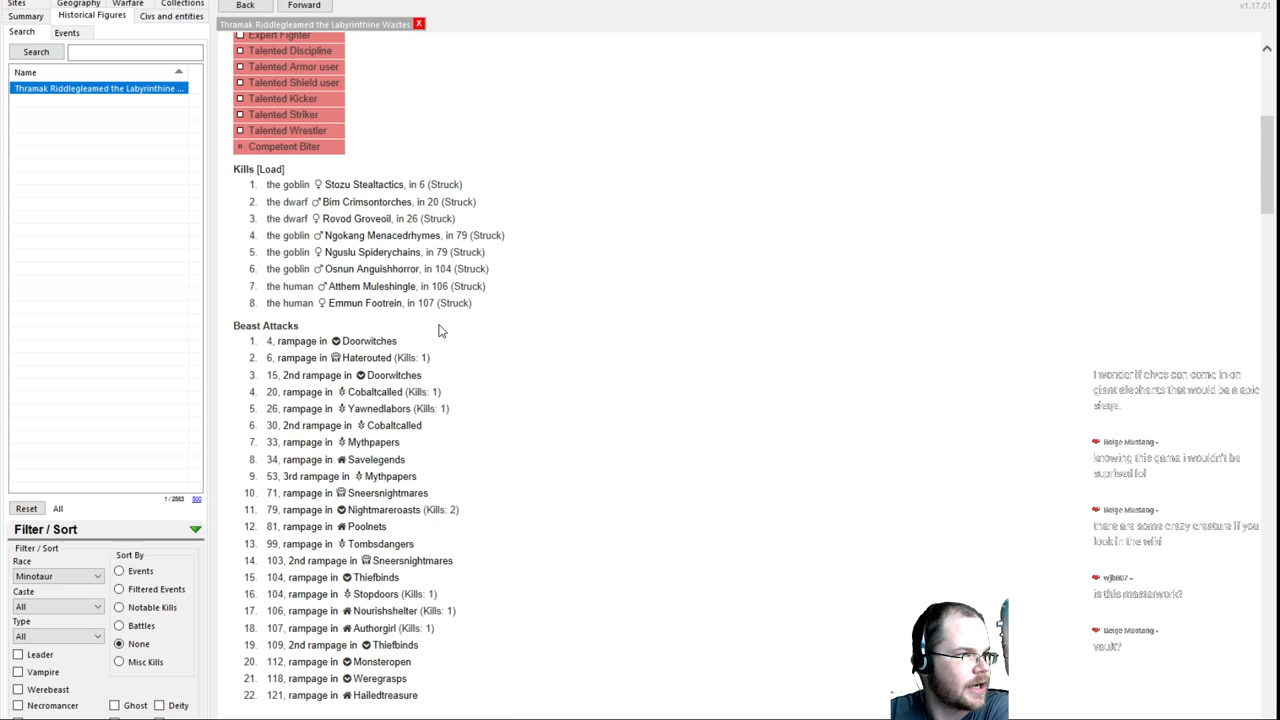 Sites Geography Warfare Collections
Summary Historical Figures Civs and entities
Search Events
Search
Name
Thramak Riddlegleamed the Labyrinthine ...
1 / 2563 500
Reset All
Filter / Sort
Filter / Sort
Race
Minotaur
Caste
All
Type
All
Leader
Vampire
Werebeast
Necromancer
Sort By
Events
Filtered Events
Notable Kills
Battles
None
Misc Kills
Ghost Deity
Back Forward
v1.17.01
Thramak Riddlegleamed the Labyrinthine Wastes X
Expert Fighter
Talented Discipline
Talented Armor user
Talented Shield user
Talented Kicker
Talented Striker
Talented Wrestler
Competent Biter
Kills [Load]
1. the goblin ♀ Stozu Stealtactics, in 6 (Struck)
2. the dwarf ♂ Bim Crimsontorches, in 20 (Struck)
3. the dwarf ♀ Rovod Groveoil, in 26 (Struck)
4. the goblin ♂ Ngokang Menacedrhymes, in 79 (Struck)
5. the goblin ♀ Nguslu Spiderychains, in 79 (Struck)
6. the goblin ♂ Osnun Anguishhorror, in 104 (Struck)
7. the human ♂ Atthem Muleshingle, in 106 (Struck)
8. the human ♀ Emmun Footrein, in 107 (Struck)
Beast Attacks
1. 4, rampage in Doorwitches
2. 6, rampage in Haterouted (Kills: 1)
3. 15, 2nd rampage in Doorwitches
4. 20, rampage in Cobaltcalled (Kills: 1)
5. 26, rampage in Yawnedlabors (Kills: 1)
6. 30, 2nd rampage in Cobaltcalled
7. 33, rampage in Mythpapers
8. 34, rampage in Savelegends
9. 53, 3rd rampage in Mythpapers
10. 71, rampage in Sneersnightmares
11. 79, rampage in Nightmareroasts (Kills: 2)
12. 81, rampage in Poolnets
13. 99, rampage in Tombsdangers
14. 103, 2nd rampage in Sneersnightmares
15. 104, rampage in Thiefbinds
16. 104, rampage in Stopdoors (Kills: 1)
17. 106, rampage in Nourishshelter (Kills: 1)
18. 107, rampage in Authorgirl (Kills: 1)
19. 109, 2nd rampage in Thiefbinds
20. 112, rampage in Monsteropen
21. 118, rampage in Weregrasps
22. 121, rampage in Hailedtreasure
I wonder if elves can come in on
giant elephants that would be a epic
siege.
Beige Mustang -
knowing this game i wouldn't be
suprised lol
Beige Mustang -
there are some crazy creature if you
look in the wiki
wjb807 -
is this masterwork?
Beige Mustang -
vault?